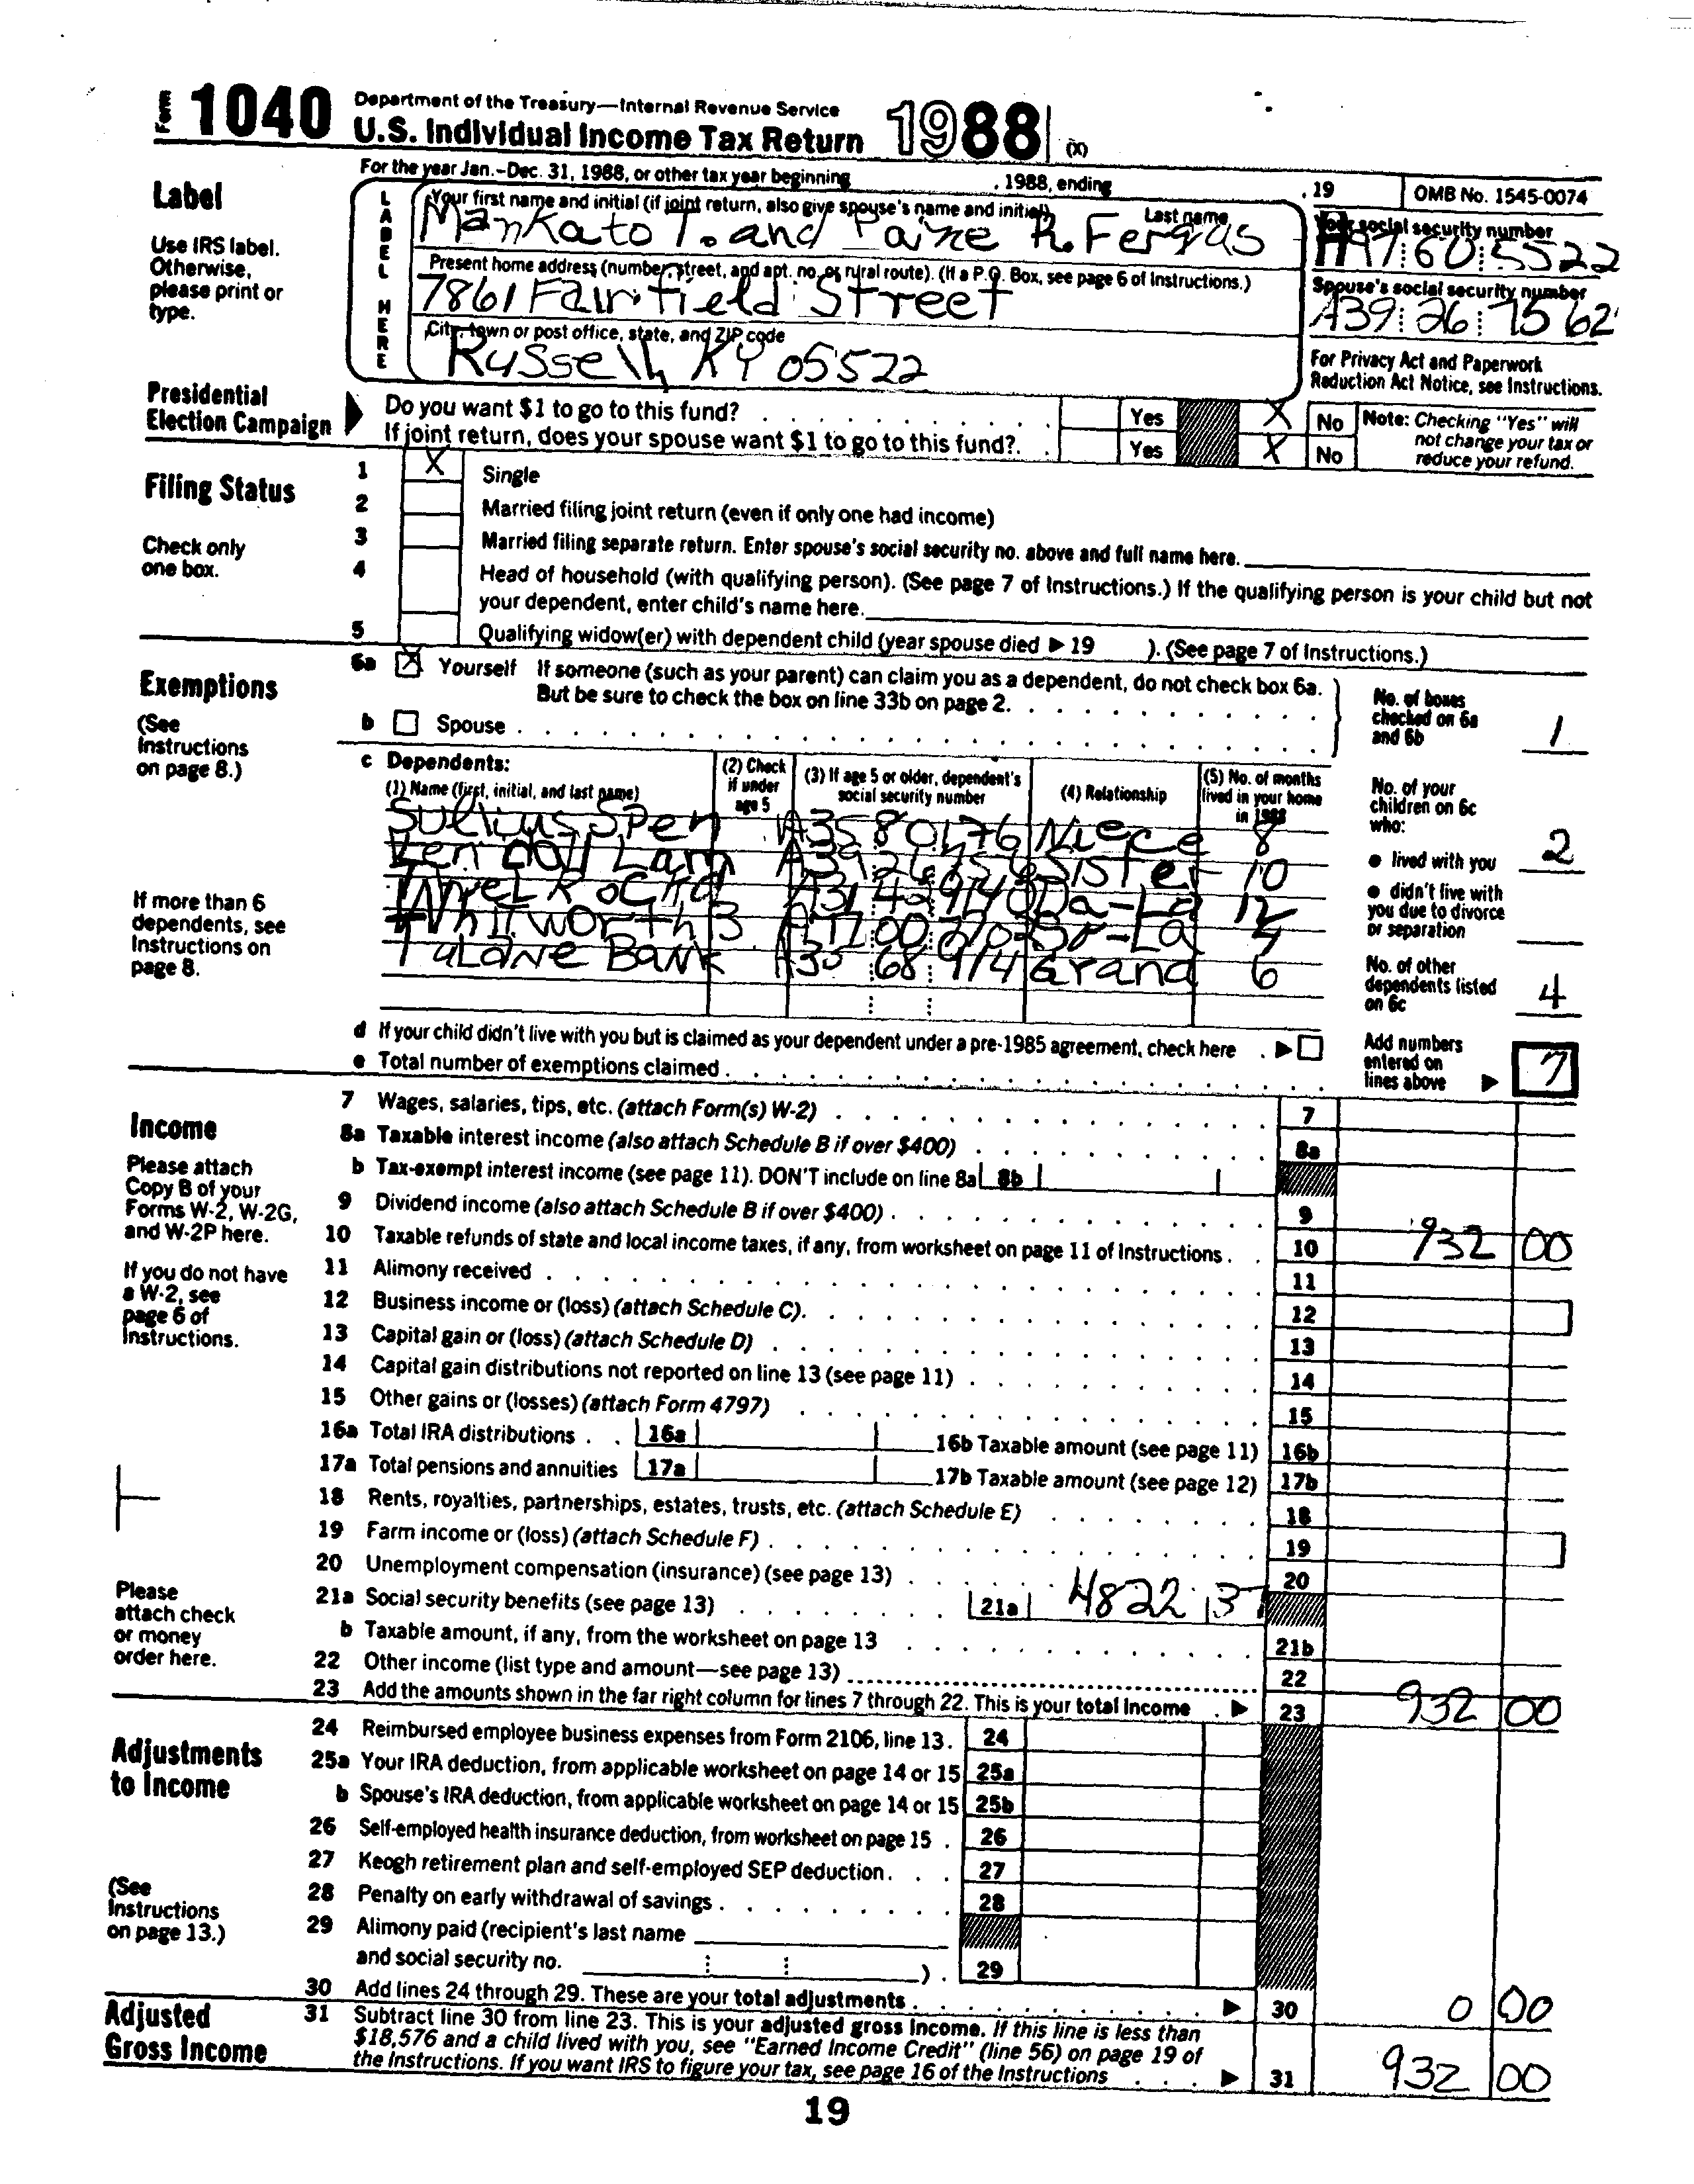 Form 1040 Department of the Treasury—Internal Revenue Service
U.S. Individual Income Tax Return 1988 (X)
For the year Jan.–Dec. 31, 1988, or other tax year beginning , 1988, ending , 19 OMB No. 1545-0074
Label
Use IRS label. Otherwise, please print or type.
LABEL HERE
Your first name and initial (if joint return, also give spouse's name and initial) Last name
Mankato T. and Paine R. Fergus
Your social security number
A97 60 5522
Present home address (number, street, and apt. no. or rural route). (If a P.O. Box, see page 6 of Instructions.)
7861 Fairfield Street
Spouse's social security number
A39 26 7562
City, town or post office, state, and ZIP code
Russell, KY 05522
For Privacy Act and Paperwork Reduction Act Notice, see Instructions.
Presidential Election Campaign
Do you want $1 to go to this fund? Yes X No
If joint return, does your spouse want $1 to go to this fund? Yes X No
Note: Checking "Yes" will not change your tax or reduce your refund.
Filing Status
Check only one box.
1 X Single
2 Married filing joint return (even if only one had income)
3 Married filing separate return. Enter spouse's social security no. above and full name here.
4 Head of household (with qualifying person). (See page 7 of Instructions.) If the qualifying person is your child but not
your dependent, enter child's name here.
5 Qualifying widow(er) with dependent child (year spouse died ▶ 19 ). (See page 7 of Instructions.)
Exemptions
(See Instructions on page 8.)
6a X Yourself If someone (such as your parent) can claim you as a dependent, do not check box 6a.
But be sure to check the box on line 33b on page 2.
b Spouse
No. of boxes checked on 6a and 6b 1
c Dependents:
(1) Name (first, initial, and last name) (2) Check if under age 5 (3) If age 5 or older, dependent's social security number (4) Relationship (5) No. of months lived in your home in 1988
Spen Niece 8
Lam Sister 10
Da-La 12
Whitworth B So-La
Tulane Bank 68 914 Grand 6
If more than 6 dependents, see Instructions on page 8.
No. of your children on 6c who:
● lived with you 2
● didn't live with you due to divorce or separation
No. of other dependents listed on 6c 4
d If your child didn't live with you but is claimed as your dependent under a pre-1985 agreement, check here ▶
e Total number of exemptions claimed
Add numbers entered on lines above ▶ 7
Income
Please attach Copy B of your Forms W-2, W-2G, and W-2P here.
If you do not have a W-2, see page 6 of Instructions.
Please attach check or money order here.
7 Wages, salaries, tips, etc. (attach Form(s) W-2) 7
8a Taxable interest income (also attach Schedule B if over $400) 8a
b Tax-exempt interest income (see page 11). DON'T include on line 8a 8b
9 Dividend income (also attach Schedule B if over $400) 9
10 Taxable refunds of state and local income taxes, if any, from worksheet on page 11 of Instructions 10 932 00
11 Alimony received 11
12 Business income or (loss) (attach Schedule C) 12
13 Capital gain or (loss) (attach Schedule D) 13
14 Capital gain distributions not reported on line 13 (see page 11) 14
15 Other gains or (losses) (attach Form 4797) 15
16a Total IRA distributions 16a 16b Taxable amount (see page 11) 16b
17a Total pensions and annuities 17a 17b Taxable amount (see page 12) 17b
18 Rents, royalties, partnerships, estates, trusts, etc. (attach Schedule E) 18
19 Farm income or (loss) (attach Schedule F) 19
20 Unemployment compensation (insurance) (see page 13) 20
21a Social security benefits (see page 13) 21a 4822 37
b Taxable amount, if any, from the worksheet on page 13 21b
22 Other income (list type and amount—see page 13) 22
23 Add the amounts shown in the far right column for lines 7 through 22. This is your total income ▶ 23 932 00
Adjustments to Income
(See Instructions on page 13.)
24 Reimbursed employee business expenses from Form 2106, line 13. 24
25a Your IRA deduction, from applicable worksheet on page 14 or 15 25a
b Spouse's IRA deduction, from applicable worksheet on page 14 or 15 25b
26 Self-employed health insurance deduction, from worksheet on page 15 26
27 Keogh retirement plan and self-employed SEP deduction 27
28 Penalty on early withdrawal of savings 28
29 Alimony paid (recipient's last name
and social security no. ). 29
30 Add lines 24 through 29. These are your total adjustments ▶ 30 0 00
Adjusted Gross Income
31 Subtract line 30 from line 23. This is your adjusted gross income. If this line is less than
$18,576 and a child lived with you, see "Earned Income Credit" (line 56) on page 19 of
the Instructions. If you want IRS to figure your tax, see page 16 of the Instructions ▶ 31 932 00
19